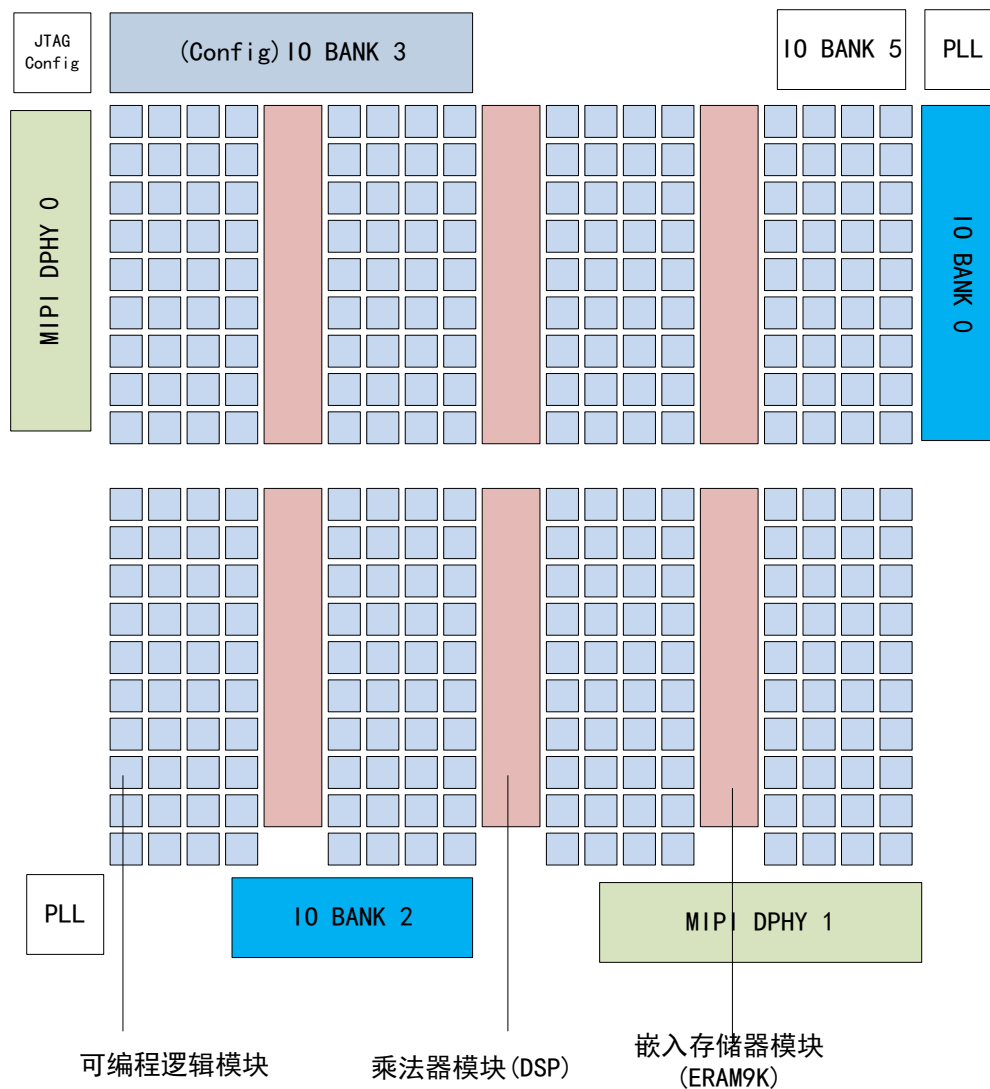 JTAG
Config
(Config)IO BANK 3
IO BANK 5
PLL
MIPI DPHY 0
IO BANK 0
PLL
IO BANK 2
MIPI DPHY 1
可编程逻辑模块
乘法器模块(DSP)
嵌入存储器模块
(ERAM9K)